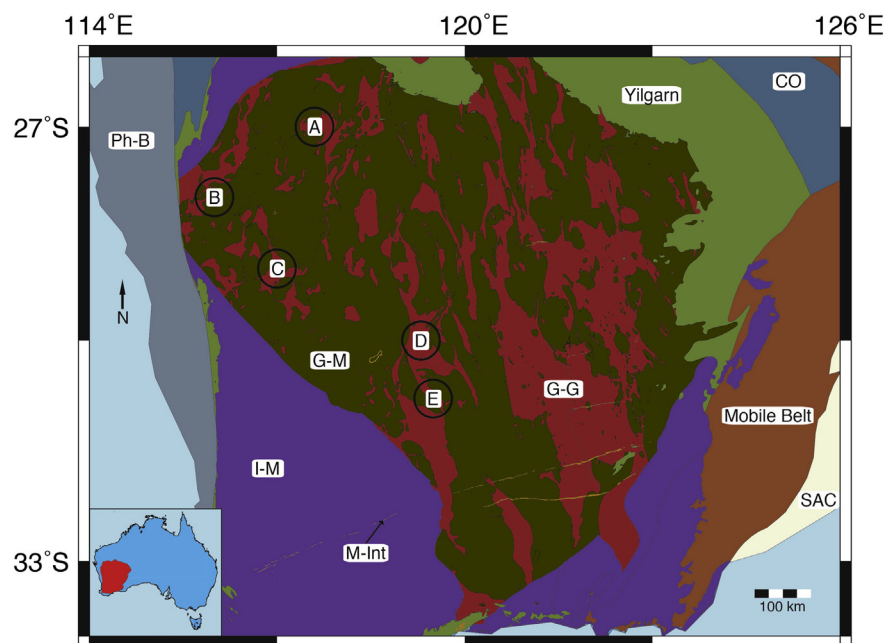 114˚E 120˚E 126˚E
CO
Yilgarn
27˚S
A
Ph-B
B
C
N
D
G-M
G-G
E
Mobile Belt
I-M
SAC
M-Int
33˚S
100 km